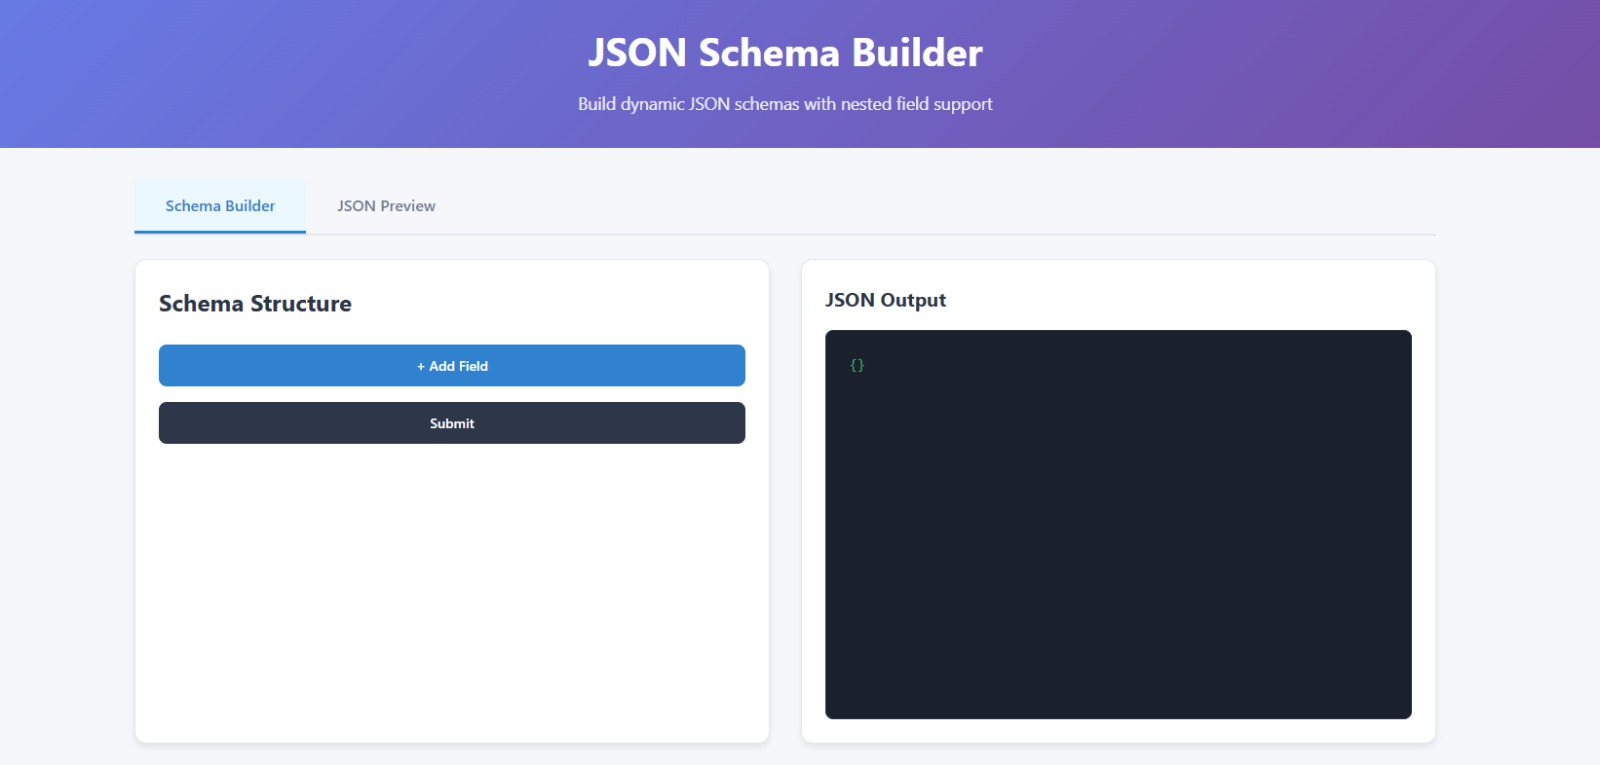 JSON Schema Builder
Build dynamic JSON schemas with nested field support
Schema Builder
JSON Preview
Schema Structure
+ Add Field
Submit
JSON Output
{}